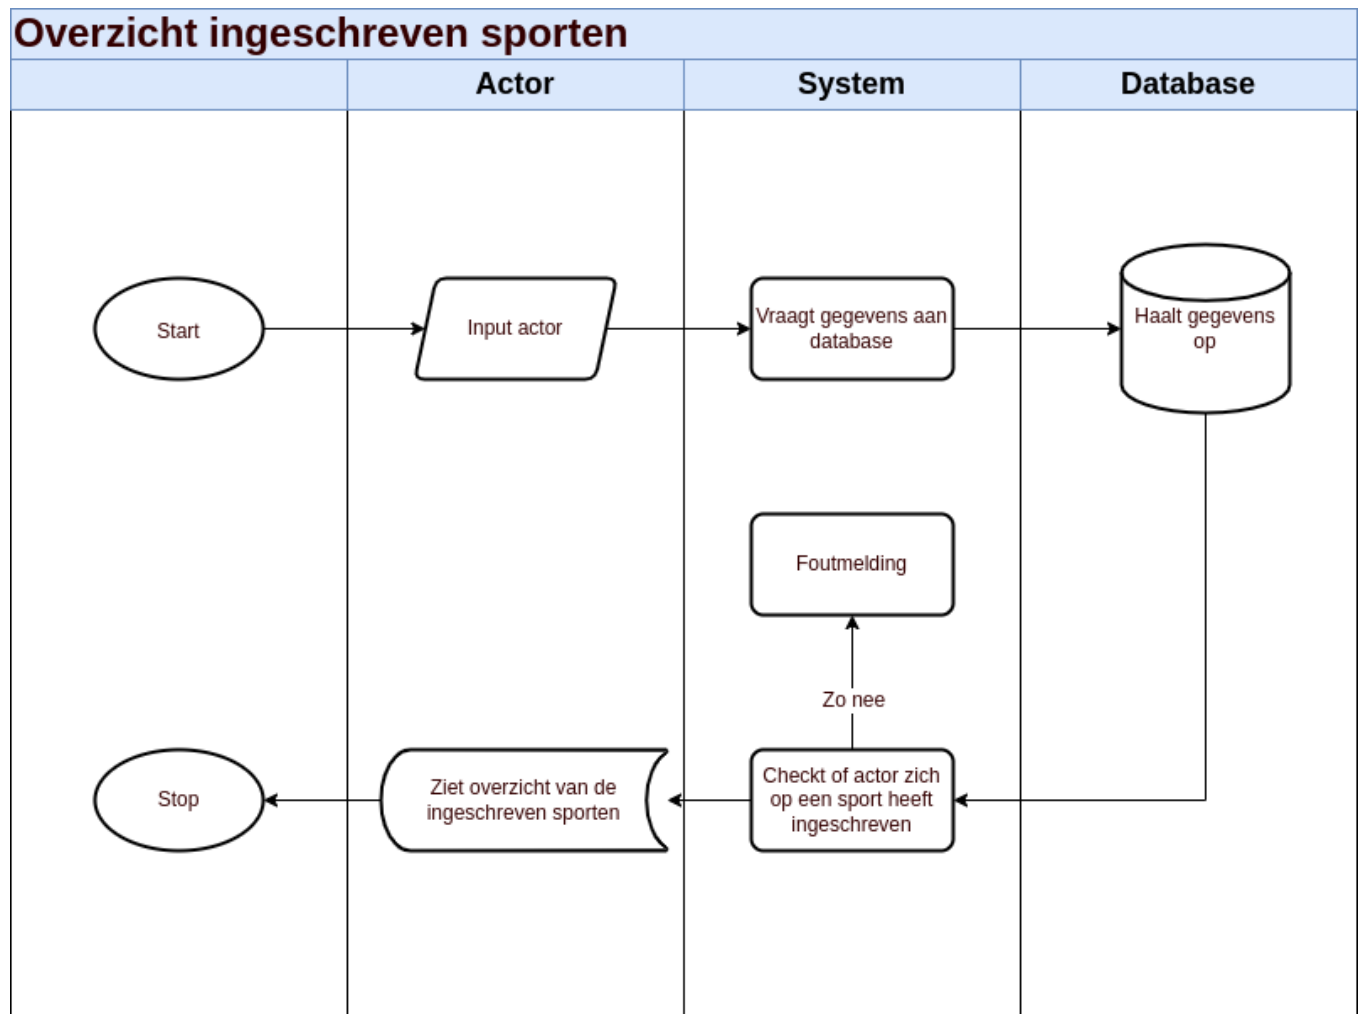 Overzicht ingeschreven sporten
Actor
System
Database
Start
Input actor
Vraagt gegevens aan
database
Haalt gegevens
op
Foutmelding
Zo nee
Stop
Ziet overzicht van de
ingeschreven sporten
Checkt of actor zich
op een sport heeft
ingeschreven